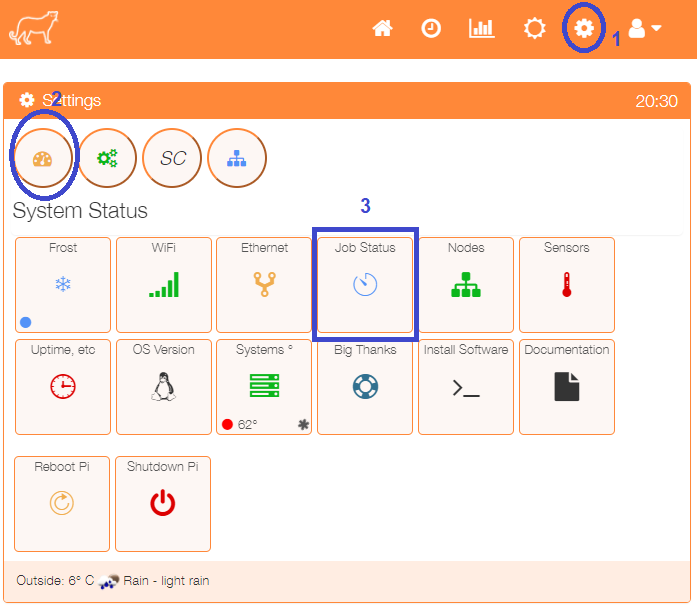 1
2
Settings
20:30
SC
System Status
3
Frost
WiFi
Ethernet
Job Status
Nodes
Sensors
Uptime, etc
OS Version
Systems °
Big Thanks
Install Software
Documentation
62°
Reboot Pi
Shutdown Pi
Outside: 6° C Rain - light rain